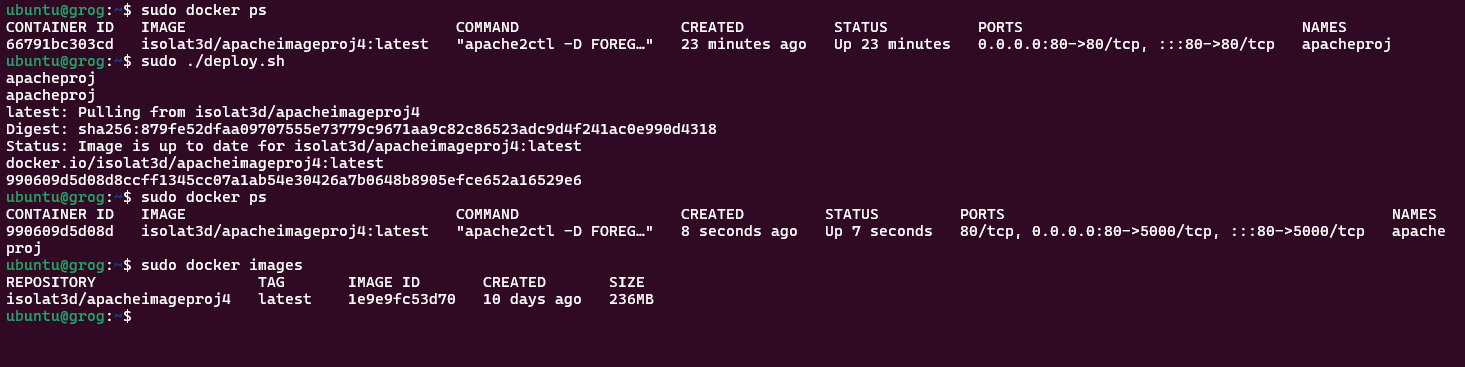 ubuntu@grog:~$ sudo docker ps
CONTAINER ID   IMAGE                              COMMAND                  CREATED          STATUS          PORTS                               NAMES
66791bc303cd   isolat3d/apacheimageproj4:latest   "apache2ctl -D FOREG…"   23 minutes ago   Up 23 minutes   0.0.0.0:80->80/tcp, :::80->80/tcp   apacheproj
ubuntu@grog:~$ sudo ./deploy.sh
apacheproj
apacheproj
latest: Pulling from isolat3d/apacheimageproj4
Digest: sha256:879fe52dfaa09707555e73779c9671aa9c82c86523adc9d4f241ac0e990d4318
Status: Image is up to date for isolat3d/apacheimageproj4:latest
docker.io/isolat3d/apacheimageproj4:latest
990609d5d08d8ccff1345cc07a1ab54e30426a7b0648b8905efce652a16529e6
ubuntu@grog:~$ sudo docker ps
CONTAINER ID   IMAGE                              COMMAND                  CREATED         STATUS         PORTS                                           NAMES
990609d5d08d   isolat3d/apacheimageproj4:latest   "apache2ctl -D FOREG…"   8 seconds ago   Up 7 seconds   80/tcp, 0.0.0.0:80->5000/tcp, :::80->5000/tcp   apache
proj
ubuntu@grog:~$ sudo docker images
REPOSITORY                  TAG       IMAGE ID       CREATED       SIZE
isolat3d/apacheimageproj4   latest    1e9e9fc53d70   10 days ago   236MB
ubuntu@grog:~$